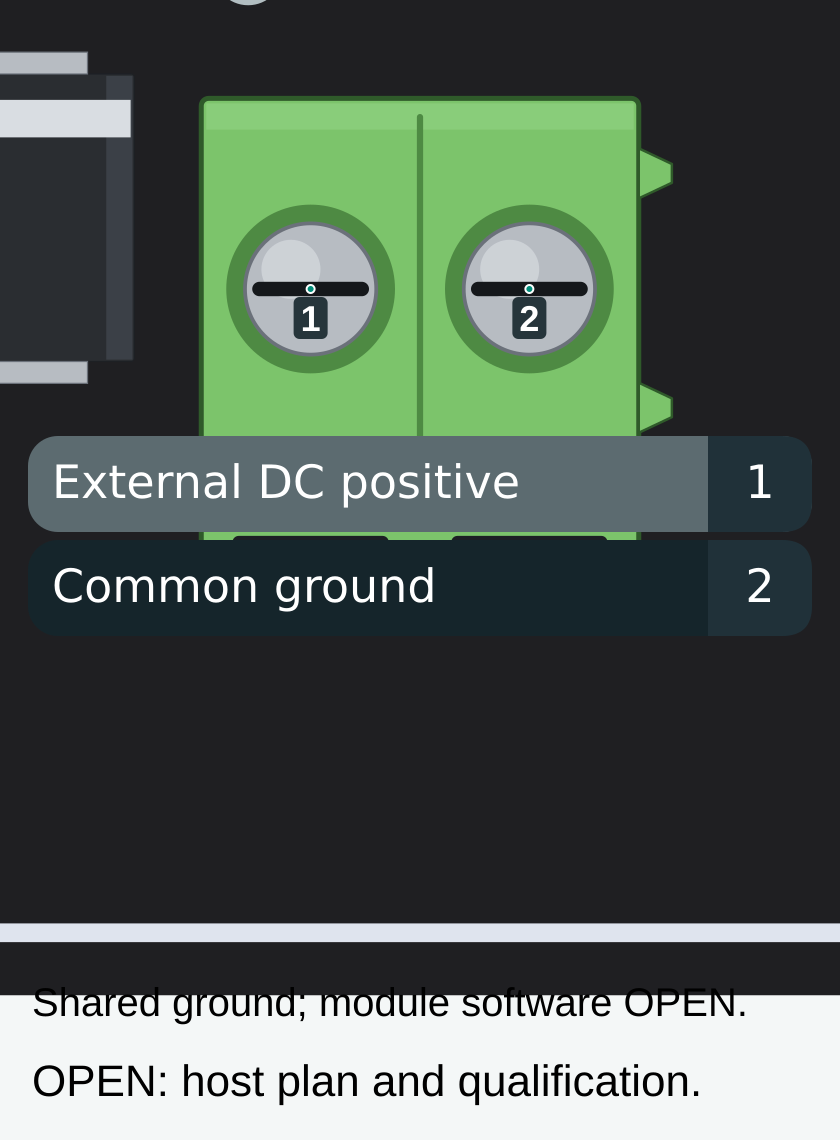 1 2
External DC positive 1
Common ground 2
Shared ground; module software OPEN.
OPEN: host plan and qualification.